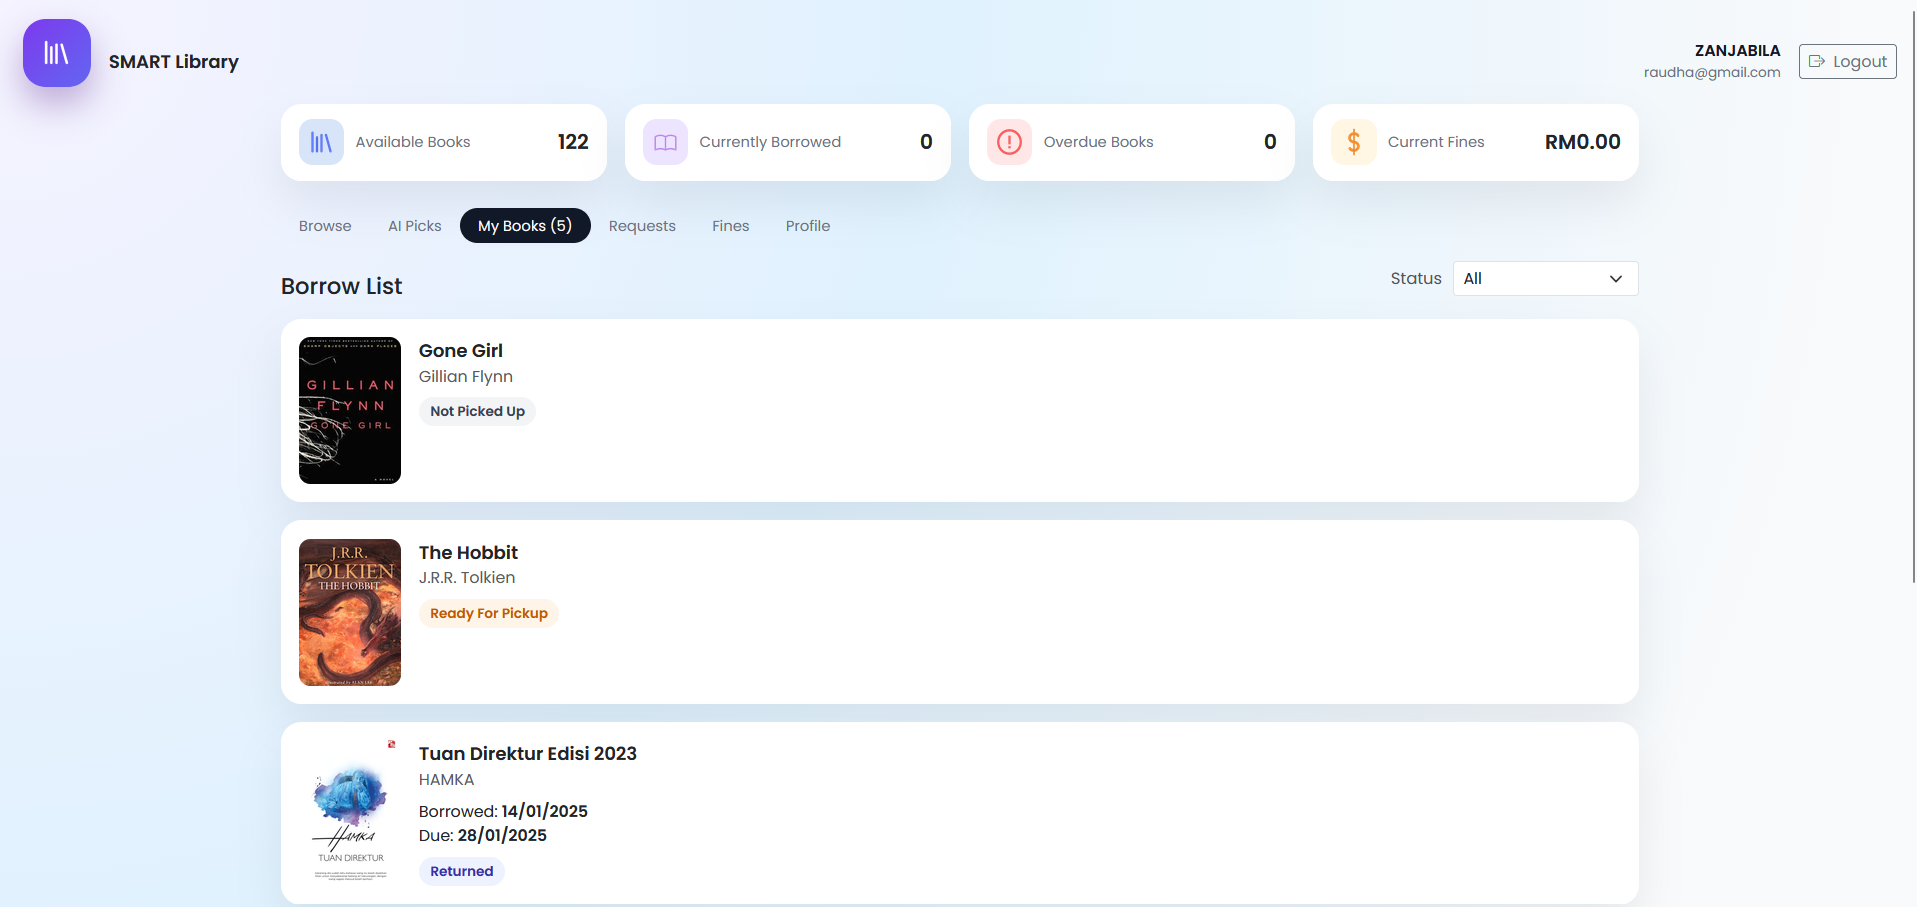 SMART Library
ZANJABILA
raudha@gmail.com
Logout
Available Books 122
Currently Borrowed 0
Overdue Books 0
Current Fines RM0.00
Browse AI Picks My Books (5) Requests Fines Profile
Borrow List
Status All
GILLIAN
FLYNN
GONE GIRL
A NOVEL
Gone Girl
Gillian Flynn
Not Picked Up
J.R.R.
TOLKIEN
THE HOBBIT
The Hobbit
J.R.R. Tolkien
Ready For Pickup
HAMKA
TUAN DIREKTUR
Tuan Direktur Edisi 2023
HAMKA
Borrowed: 14/01/2025
Due: 28/01/2025
Returned